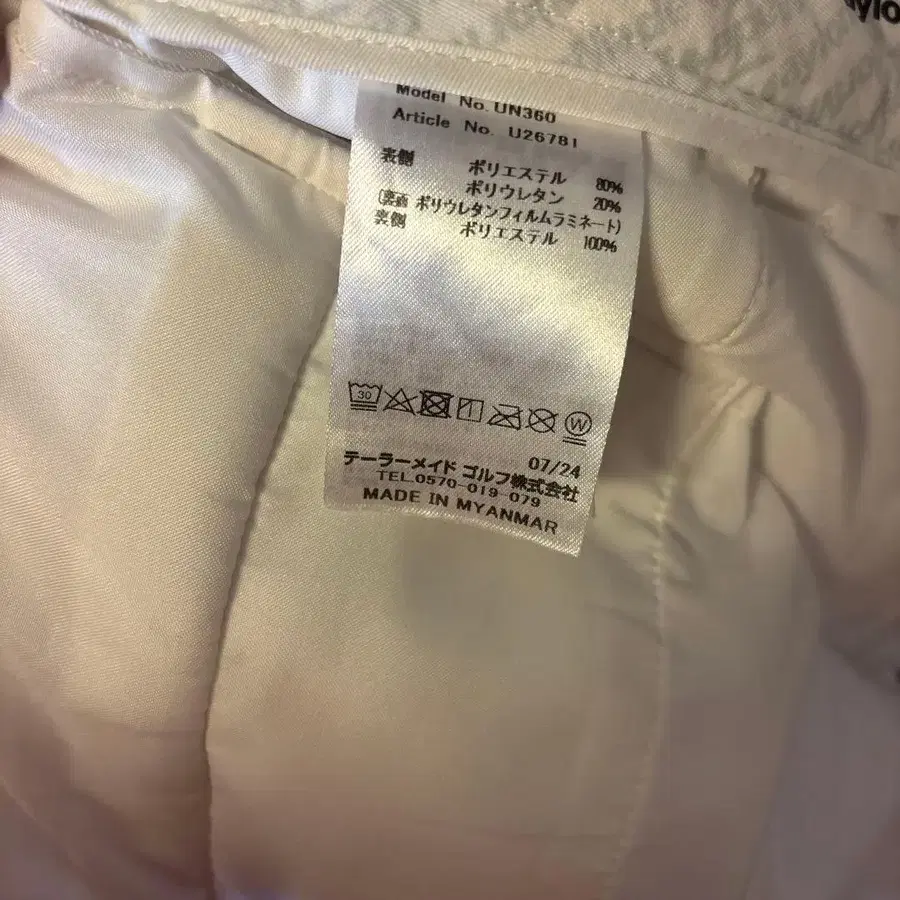 aylo
Model No. UN360
Article No. U26781
表側 ポリエステル 80%
ポリウレタン 20%
(裏面 ポリウレタンフィルムラミネート)
裏側 ポリエステル 100%
30
W
07/24
テーラーメイド ゴルフ株式会社
TEL.0570-019-079
MADE IN MYANMAR